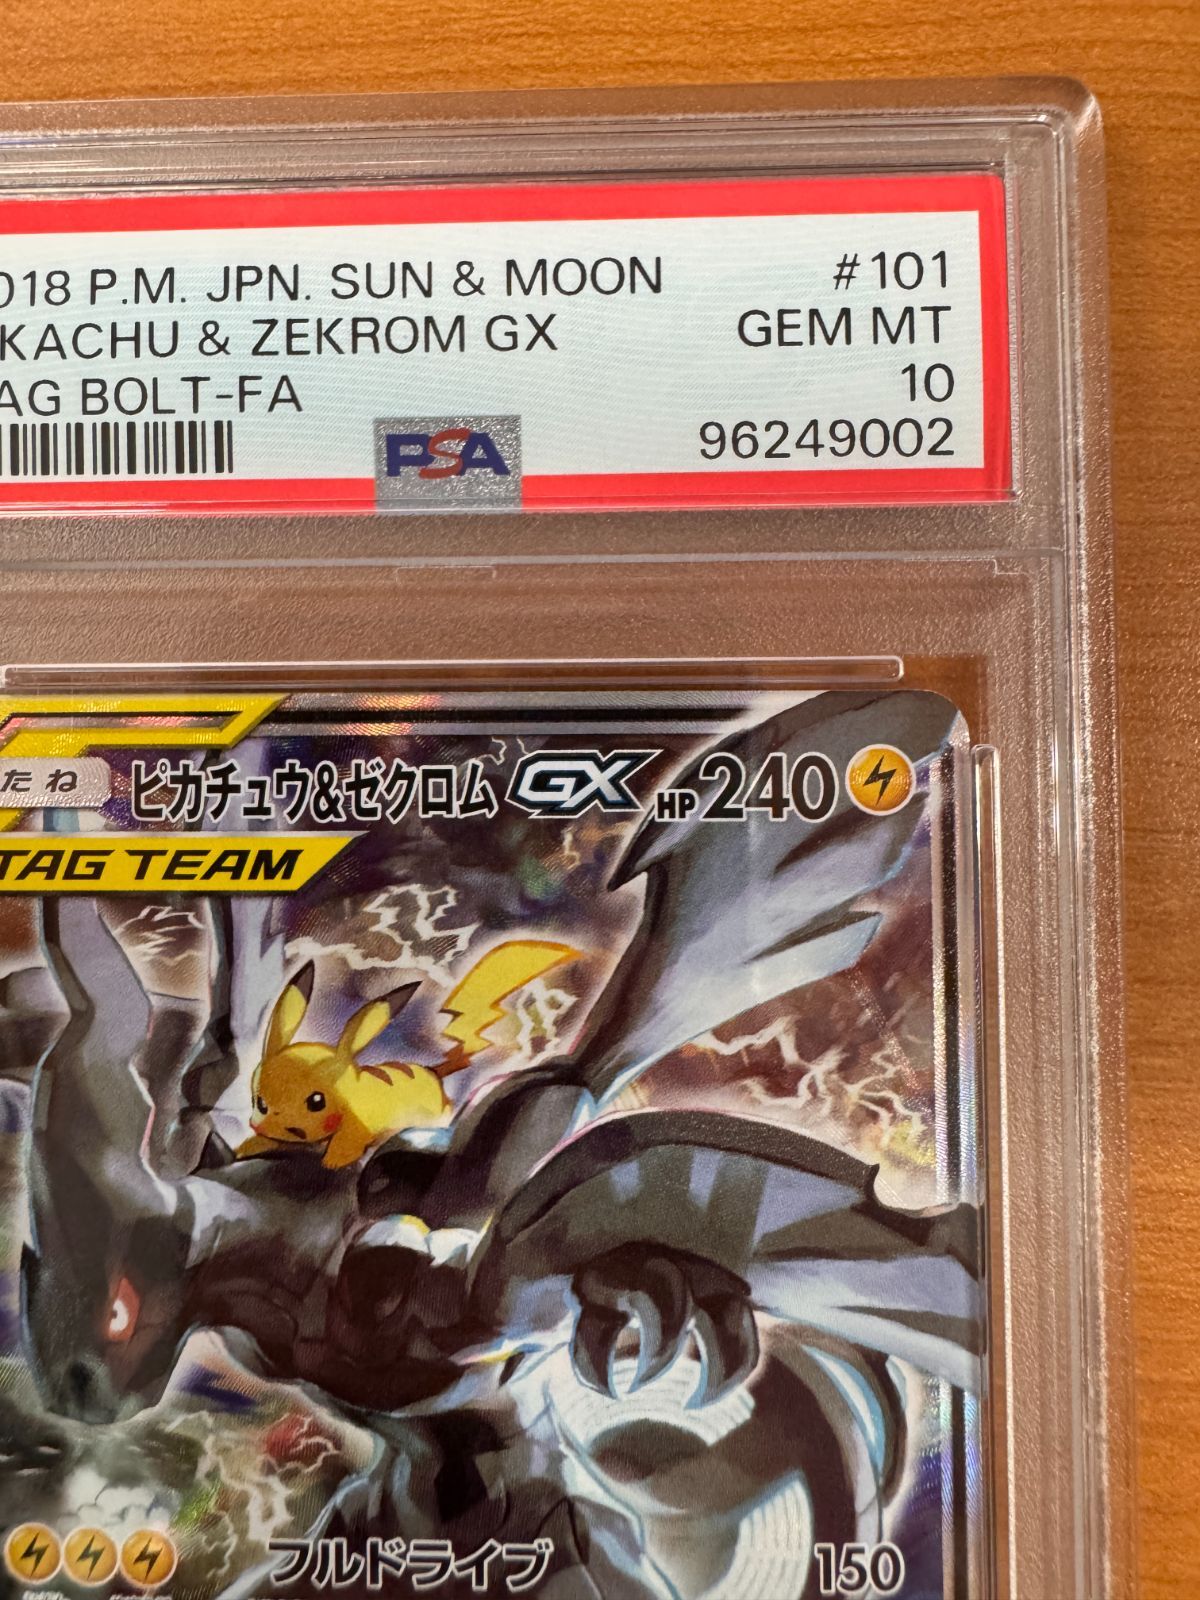 018 P.M. JPN. SUN & MOON #101
KACHU & ZEKROM GX GEM MT
AG BOLT-FA 10
PSA 96249002
たね ピカチュウ&ゼクロムGX HP 240
TAG TEAM
フルドライブ 150